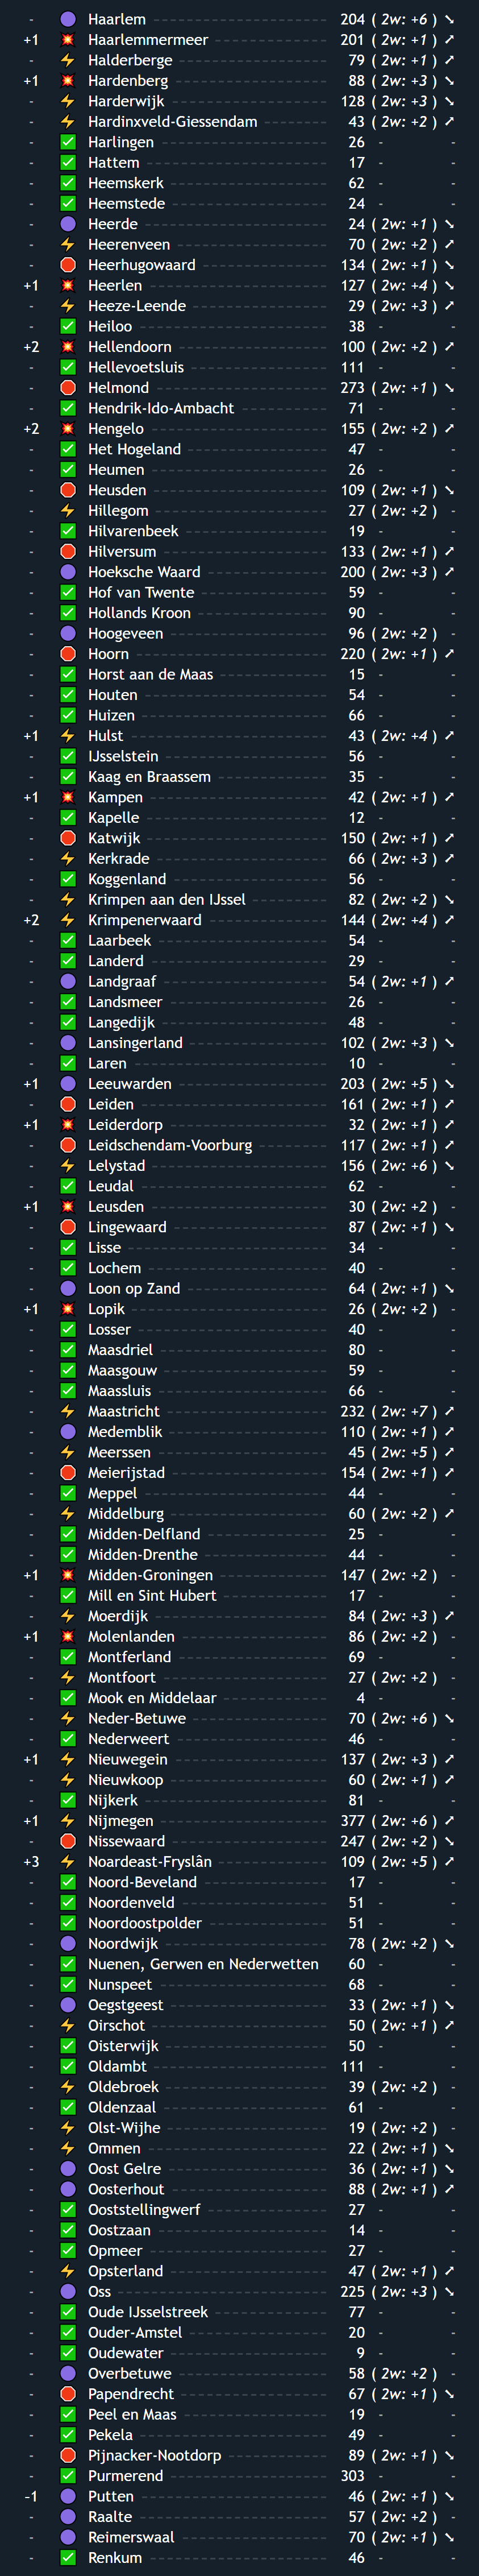 - Haarlem 204 ( 2w: +6 ) ↘
+1 Haarlemmermeer 201 ( 2w: +1 ) ↗
- Halderberge 79 ( 2w: +1 ) ↗
+1 Hardenberg 88 ( 2w: +3 ) ↘
- Harderwijk 128 ( 2w: +3 ) ↘
- Hardinxveld-Giessendam 43 ( 2w: +2 ) ↗
- Harlingen 26 - -
- Hattem 17 - -
- Heemskerk 62 - -
- Heemstede 24 - -
- Heerde 24 ( 2w: +1 ) ↘
- Heerenveen 70 ( 2w: +2 ) ↗
- Heerhugowaard 134 ( 2w: +1 ) ↘
+1 Heerlen 127 ( 2w: +4 ) ↘
- Heeze-Leende 29 ( 2w: +3 ) ↗
- Heiloo 38 - -
+2 Hellendoorn 100 ( 2w: +2 ) ↗
- Hellevoetsluis 111 - -
- Helmond 273 ( 2w: +1 ) ↘
- Hendrik-Ido-Ambacht 71 - -
+2 Hengelo 155 ( 2w: +2 ) ↗
- Het Hogeland 47 - -
- Heumen 26 - -
- Heusden 109 ( 2w: +1 ) ↘
- Hillegom 27 ( 2w: +2 ) -
- Hilvarenbeek 19 - -
- Hilversum 133 ( 2w: +1 ) ↗
- Hoeksche Waard 200 ( 2w: +3 ) ↗
- Hof van Twente 59 - -
- Hollands Kroon 90 - -
- Hoogeveen 96 ( 2w: +2 ) -
- Hoorn 220 ( 2w: +1 ) ↗
- Horst aan de Maas 15 - -
- Houten 54 - -
- Huizen 66 - -
+1 Hulst 43 ( 2w: +4 ) ↗
- IJsselstein 56 - -
- Kaag en Braassem 35 - -
+1 Kampen 42 ( 2w: +1 ) ↗
- Kapelle 12 - -
- Katwijk 150 ( 2w: +1 ) ↗
- Kerkrade 66 ( 2w: +3 ) ↗
- Koggenland 56 - -
- Krimpen aan den IJssel 82 ( 2w: +2 ) ↘
+2 Krimpenerwaard 144 ( 2w: +4 ) ↗
- Laarbeek 54 - -
- Landerd 29 - -
- Landgraaf 54 ( 2w: +1 ) ↗
- Landsmeer 26 - -
- Langedijk 48 - -
- Lansingerland 102 ( 2w: +3 ) ↘
- Laren 10 - -
+1 Leeuwarden 203 ( 2w: +5 ) ↘
- Leiden 161 ( 2w: +1 ) ↗
+1 Leiderdorp 32 ( 2w: +1 ) ↗
- Leidschendam-Voorburg 117 ( 2w: +1 ) ↗
- Lelystad 156 ( 2w: +6 ) ↘
- Leudal 62 - -
+1 Leusden 30 ( 2w: +2 ) -
- Lingewaard 87 ( 2w: +1 ) ↘
- Lisse 34 - -
- Lochem 40 - -
- Loon op Zand 64 ( 2w: +1 ) ↘
+1 Lopik 26 ( 2w: +2 ) -
- Losser 40 - -
- Maasdriel 80 - -
- Maasgouw 59 - -
- Maassluis 66 - -
- Maastricht 232 ( 2w: +7 ) ↗
- Medemblik 110 ( 2w: +1 ) ↗
- Meerssen 45 ( 2w: +5 ) ↗
- Meierijstad 154 ( 2w: +1 ) ↗
- Meppel 44 - -
- Middelburg 60 ( 2w: +2 ) ↗
- Midden-Delfland 25 - -
- Midden-Drenthe 44 - -
+1 Midden-Groningen 147 ( 2w: +2 ) -
- Mill en Sint Hubert 17 - -
- Moerdijk 84 ( 2w: +3 ) ↗
+1 Molenlanden 86 ( 2w: +2 ) -
- Montferland 69 - -
- Montfoort 27 ( 2w: +2 ) -
- Mook en Middelaar 4 - -
- Neder-Betuwe 70 ( 2w: +6 ) ↘
- Nederweert 46 - -
+1 Nieuwegein 137 ( 2w: +3 ) ↗
- Nieuwkoop 60 ( 2w: +1 ) ↗
- Nijkerk 81 - -
+1 Nijmegen 377 ( 2w: +6 ) ↗
- Nissewaard 247 ( 2w: +2 ) ↘
+3 Noardeast-Fryslân 109 ( 2w: +5 ) ↗
- Noord-Beveland 17 - -
- Noordenveld 51 - -
- Noordoostpolder 51 - -
- Noordwijk 78 ( 2w: +2 ) ↘
- Nuenen, Gerwen en Nederwetten 60 - -
- Nunspeet 68 - -
- Oegstgeest 33 ( 2w: +1 ) ↘
- Oirschot 50 ( 2w: +1 ) ↗
- Oisterwijk 50 - -
- Oldambt 111 - -
- Oldebroek 39 ( 2w: +2 ) -
- Oldenzaal 61 - -
- Olst-Wijhe 19 ( 2w: +2 ) -
- Ommen 22 ( 2w: +1 ) ↘
- Oost Gelre 36 ( 2w: +1 ) ↘
- Oosterhout 88 ( 2w: +1 ) ↗
- Ooststellingwerf 27 - -
- Oostzaan 14 - -
- Opmeer 27 - -
- Opsterland 47 ( 2w: +1 ) ↗
- Oss 225 ( 2w: +3 ) ↘
- Oude IJsselstreek 77 - -
- Ouder-Amstel 20 - -
- Oudewater 9 - -
- Overbetuwe 58 ( 2w: +2 ) -
- Papendrecht 67 ( 2w: +1 ) ↘
- Peel en Maas 19 - -
- Pekela 49 - -
- Pijnacker-Nootdorp 89 ( 2w: +1 ) ↘
- Purmerend 303 - -
-1 Putten 46 ( 2w: +1 ) ↘
- Raalte 57 ( 2w: +2 ) -
- Reimerswaal 70 ( 2w: +1 ) ↘
- Renkum 46 - -